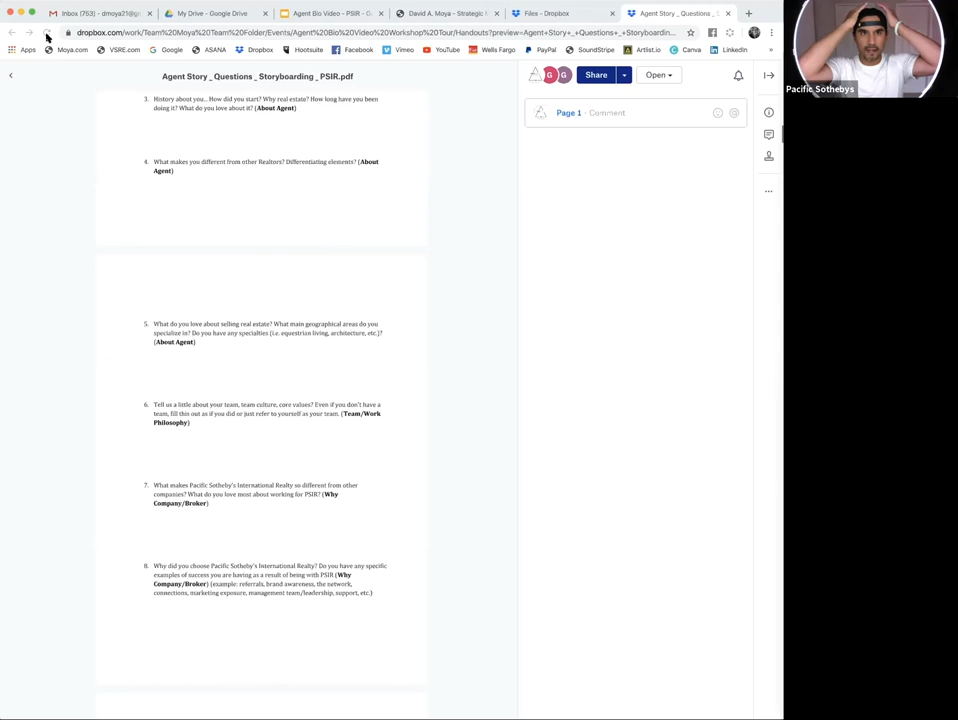 Inbox (753) - dmoya21@gm
My Drive - Google Drive
Agent Bio Video - PSIR - G
David A. Moya - Strategic
Files - Dropbox
Agent Story _ Questions _ S
dropbox.com/work/Team%20Moya%20Team%20Folder/Events/Agent%20Bio%20Video%20Workshop%20Tour/Handouts?preview=Agent+Story+_+Questions+_+Storyboardin...
Apps
Moya.com
VSRE.com
Google
ASANA
Dropbox
Hootsuite
Facebook
Vimeo
YouTube
Wells Fargo
PayPal
SoundStripe
Artlist.io
Canva
LinkedIn
Agent Story _ Questions _ Storyboarding _ PSIR.pdf
G G
Share
Open
Page 1 · Comment
3. History about you... How did you start? Why real estate? How long have you been
doing it? What do you love about it? (About Agent)
4. What makes you different from other Realtors? Differentiating elements? (About
Agent)
5. What do you love about selling real estate? What main geographical areas do you
specialize in? Do you have any specialties (i.e. equestrian living, architecture, etc.)?
(About Agent)
6. Tell us a little about your team, team culture, core values? Even if you don't have a
team, fill thin out as if you did or just refer to yourself as your team. (Team/Work
Philosophy)
7. What makes Pacific Sotheby's International Realty so different from other
companies? What do you love most about working for PSIR? (Why
Company/Broker)
8. Why did you choose Pacific Sotheby's International Realty? Do you have any specific
examples of success you are having as a result of being with PSIR (Why
Company/Broker) (example: referrals, brand awareness, the network,
connections, marketing exposure, management team/leadership, support, etc.)
Pacific Sothebys